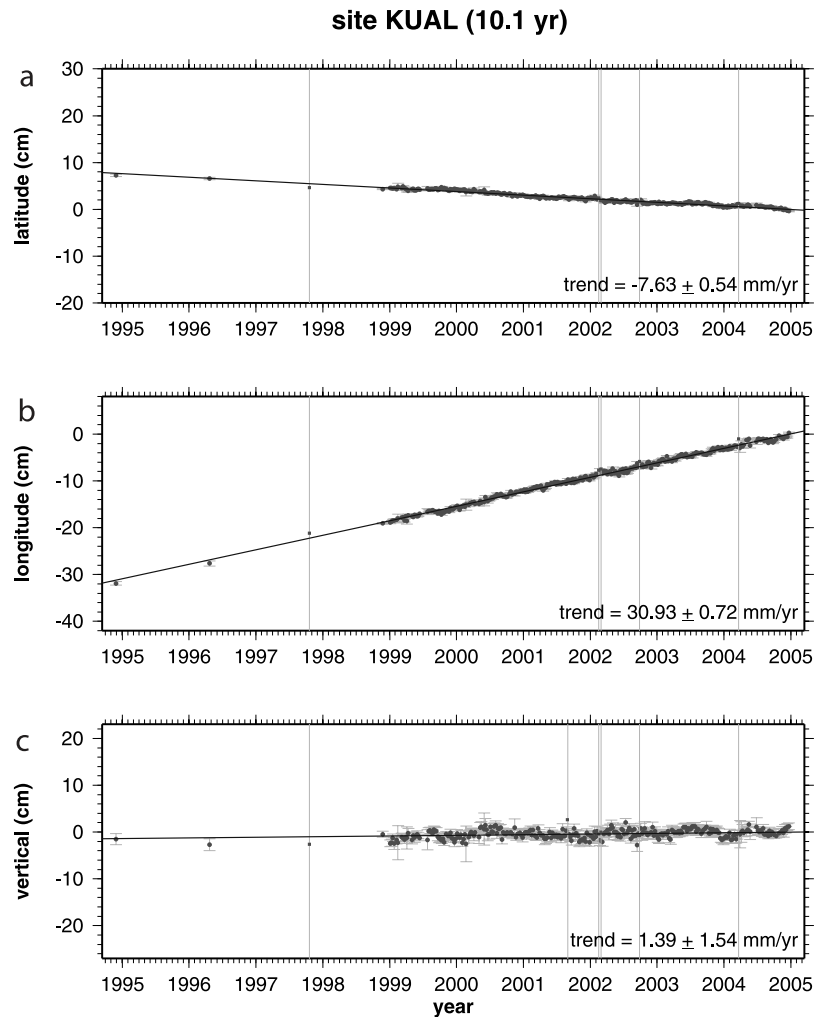 site KUAL (10.1 yr)
a
30
20
10
0
-10
-20
latitude (cm)
trend = -7.63 ± 0.54 mm/yr
1995 1996 1997 1998 1999 2000 2001 2002 2003 2004 2005
b
0
-10
-20
-30
-40
longitude (cm)
trend = 30.93 ± 0.72 mm/yr
1995 1996 1997 1998 1999 2000 2001 2002 2003 2004 2005
c
20
10
0
-10
-20
vertical (cm)
trend = 1.39 ± 1.54 mm/yr
1995 1996 1997 1998 1999 2000 2001 2002 2003 2004 2005
year